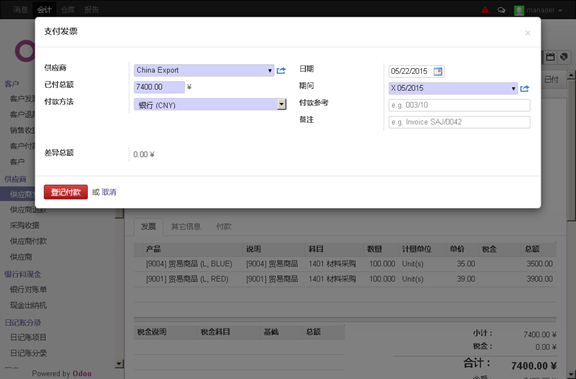 消息 会计 仓库 报告 manager
支付发票 ×
供应商 China Export 日期 05/22/2015
已付总额 7400.00 ¥ 期间 X 05/2015
付款方法 银行 (CNY) 付款参考 e.g. 003/10
备注 e.g. Invoice SAJ/0042
差异总额 0.00 ¥
登记付款 或 取消
已付
客户
客户发
客户退
销售收
客户付
客户
供应商
供应商
供应商退款
采购收据
供应商付款
供应商
银行和现金
银行对账单
现金出纳机
日记账分录
日记账项目
日记账分录
Powered by Odoo
发票 其它信息 付款
产品 说明 科目 数量 计量单位 单价 税金 总额
[9004] 贸易商品 (L, BLUE) [9004] 贸易商品 1401 材料采购 100.000 Unit(s) 35.00 3500.00
[9001] 贸易商品 (L, RED) [9001] 贸易商品 1401 材料采购 100.000 Unit(s) 39.00 3900.00
税金说明 税金科目 基础 总额
小计 : 7400.00 ¥
税金 : 0.00 ¥
合计 : 7400.00 ¥
7400.00 ¥